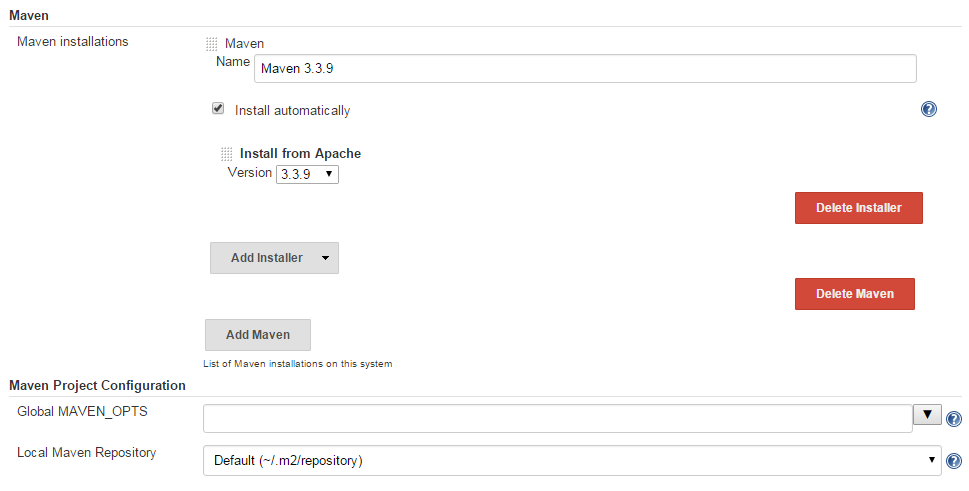 Maven
Maven installations
Maven
Name Maven 3.3.9
Install automatically
Install from Apache
Version 3.3.9
Delete Installer
Add Installer
Delete Maven
Add Maven
List of Maven installations on this system
Maven Project Configuration
Global MAVEN_OPTS
Local Maven Repository Default (~/.m2/repository)